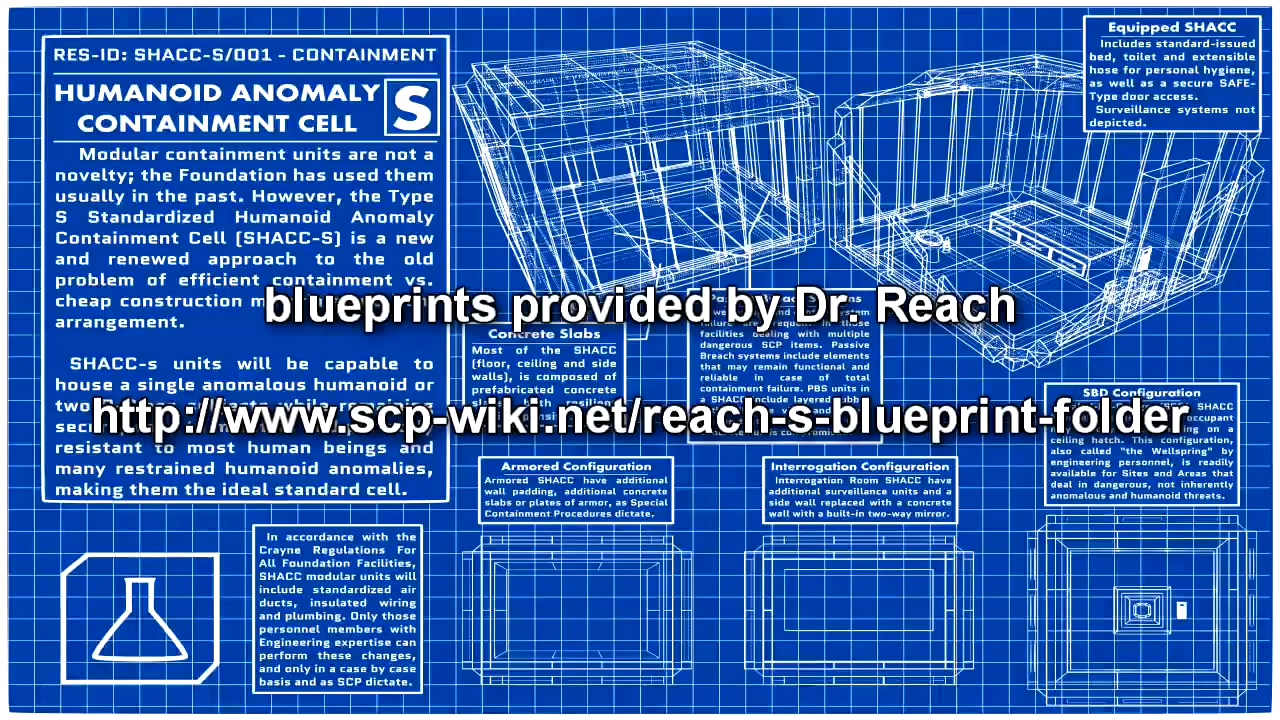 RES-ID: SHACC-S/001 - CONTAINMENT
HUMANOID ANOMALY
CONTAINMENT CELL
S
Modular containment units are not a
novelty; the Foundation has used them
usually in the past. However, the Type
S Standardized Humanoid Anomaly
Containment Cell (SHACC-S) is a new
and renewed approach to the old
problem of efficient containment vs.
cheap construction
arrangement.
SHACC-s units will be capable to
house a single anomalous humanoid or
resistant to most human beings and
many restrained humanoid anomalies,
making them the ideal standard cell.
Equipped SHACC
Includes standard-issued
bed, toilet and extensible
hose for personal hygiene,
as well as a secure SAFE-
Type door access.
Surveillance systems not
depicted.
blueprints provided by Dr. Reach
http://www.scp-wiki.net/reach-s-blueprint-folder
Concrete Slabs
Most of the SHACC
(floor, ceiling and side
walls), is composed of
prefabricated concrete
facilities dealing with multiple
dangerous SCP items. Passive
Breach systems include elements
that may remain functional and
reliable in case of total
containment failure. PBS units in
SBD Configuration
ceiling hatch. This configuration,
also called "the Wellspring" by
engineering personnel, is readily
available for Sites and Areas that
deal in dangerous, not inherently
anomalous and humanoid threats.
Armored Configuration
Armored SHACC have additional
wall padding, additional concrete
slabs or plates of armor, as Special
Containment Procedures dictate.
Interrogation Configuration
Interrogation Room SHACC have
additional surveillance units and a
side wall replaced with a concrete
wall with a built-in two-way mirror.
In accordance with the
Crayne Regulations For
All Foundation Facilities,
SHACC modular units will
include standardized air
ducts, insulated wiring
and plumbing. Only those
personnel members with
Engineering expertise can
perform these changes,
and only in a case by case
basis and as SCP dictate.